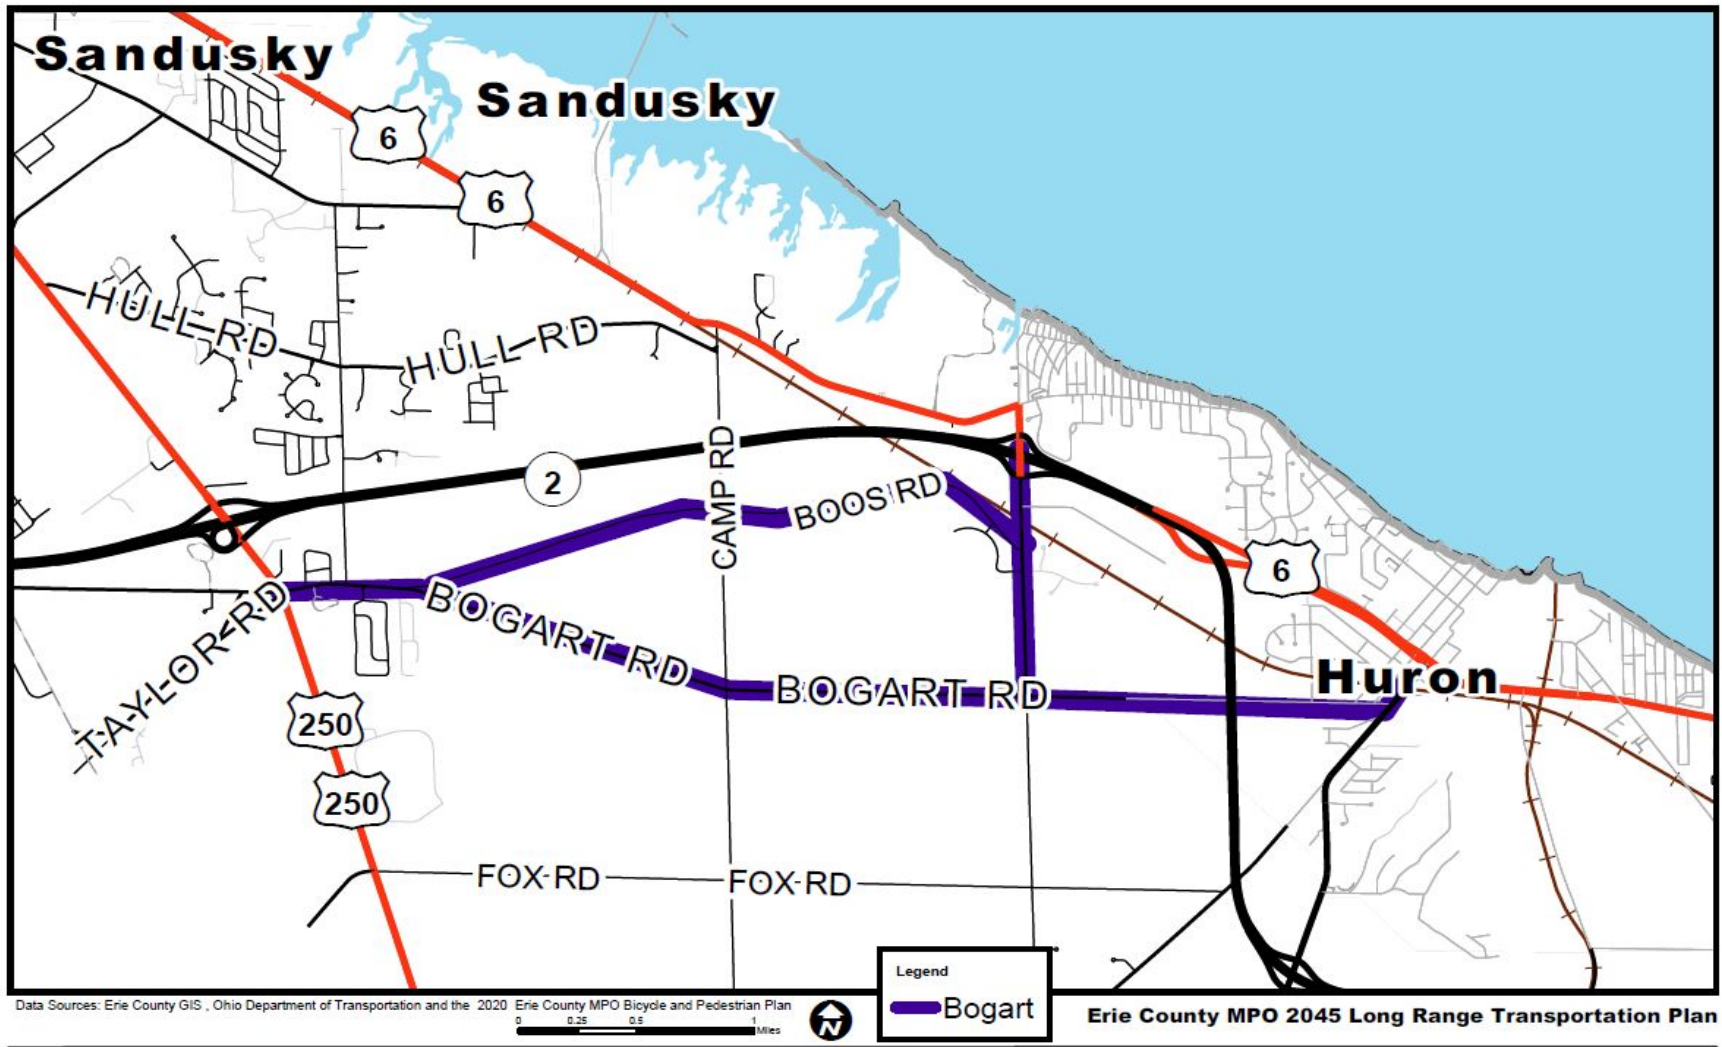 Sandusky
Sandusky
6
6
HULL RD
HULL RD
CAMP RD
2
BOOS RD
6
TAYLOR RD
BOGART RD
BOGART RD
Huron
250
250
FOX RD
FOX RD
Legend
Bogart
Data Sources: Erie County GIS , Ohio Department of Transportation and the 2020 Erie County MPO Bicycle and Pedestrian Plan
0 0.25 0.5 1
Miles
N
Erie County MPO 2045 Long Range Transportation Plan